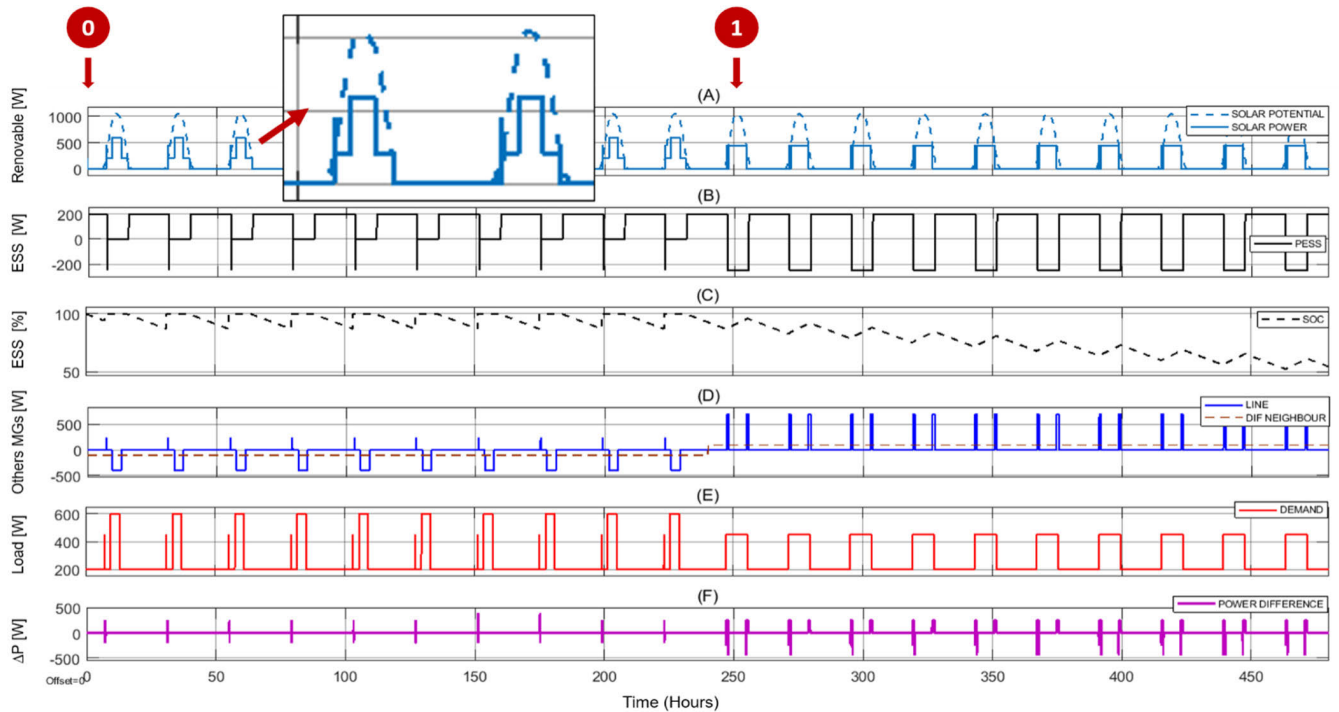 0
1
(A)
Renovable [W]
1000
500
0
SOLAR POTENTIAL
SOLAR POWER
(B)
ESS [W]
200
0
-200
PESS
(C)
ESS [%]
100
50
SOC
(D)
Others MGs [W]
500
0
-500
LINE
DIF NEIGHBOUR
(E)
Load [W]
600
400
200
DEMAND
(F)
ΔP [W]
500
0
-500
POWER DIFFERENCE
0 50 100 150 200 250 300 350 400 450
Offset=0
Time (Hours)